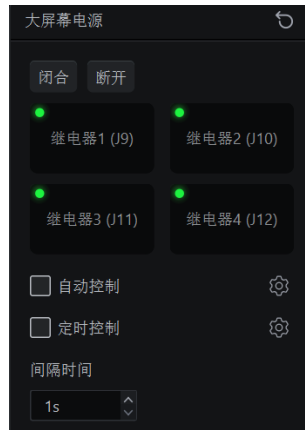 大屏幕电源
闭合 断开
继电器1 (J9) 继电器2 (J10)
继电器3 (J11) 继电器4 (J12)
自动控制
定时控制
间隔时间
1s